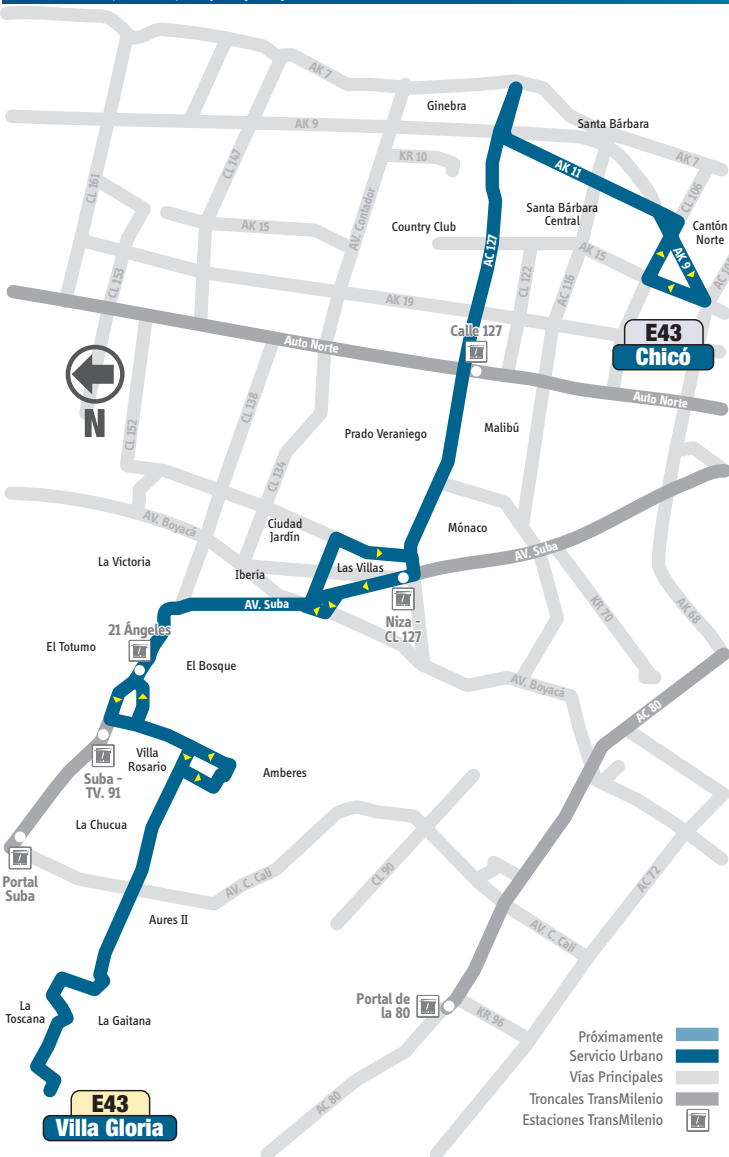 AK 7
Ginebra
Santa Bárbara
AK 9
AK 7
KR 10
AK 11
CL 147
CL 161
CL 106
Santa Bárbara
Central
AV. Contador
Country Club
AK 15
AC 127
Cantón
Norte
AK 9
AK 15
CL 153
CL 122
AC 116
AK 19
Calle 127
E43
Chicó
Auto Norte
Auto Norte
N
CL 138
CL 152
Prado Veraniego
Malibú
CL 134
AV. Boyacá
Ciudad
Jardín
Mónaco
La Victoria
Iberia
Las Villas
AV. Suba
AV. Suba
Niza -
CL 127
KR 70
AK 68
21 Ángeles
El Totumo
El Bosque
AV. Boyacá
AC 80
Villa
Rosario
Suba -
TV. 91
Amberes
La Chucua
Portal
Suba
AV. C. Cali
CL 90
AC 72
Aures II
AV. C. Cali
La
Toscana
La Gaitana
Portal de
la 80
KR 96
AC 80
E43
Villa Gloria
Próximamente
Servicio Urbano
Vías Principales
Troncales TransMilenio
Estaciones TransMilenio